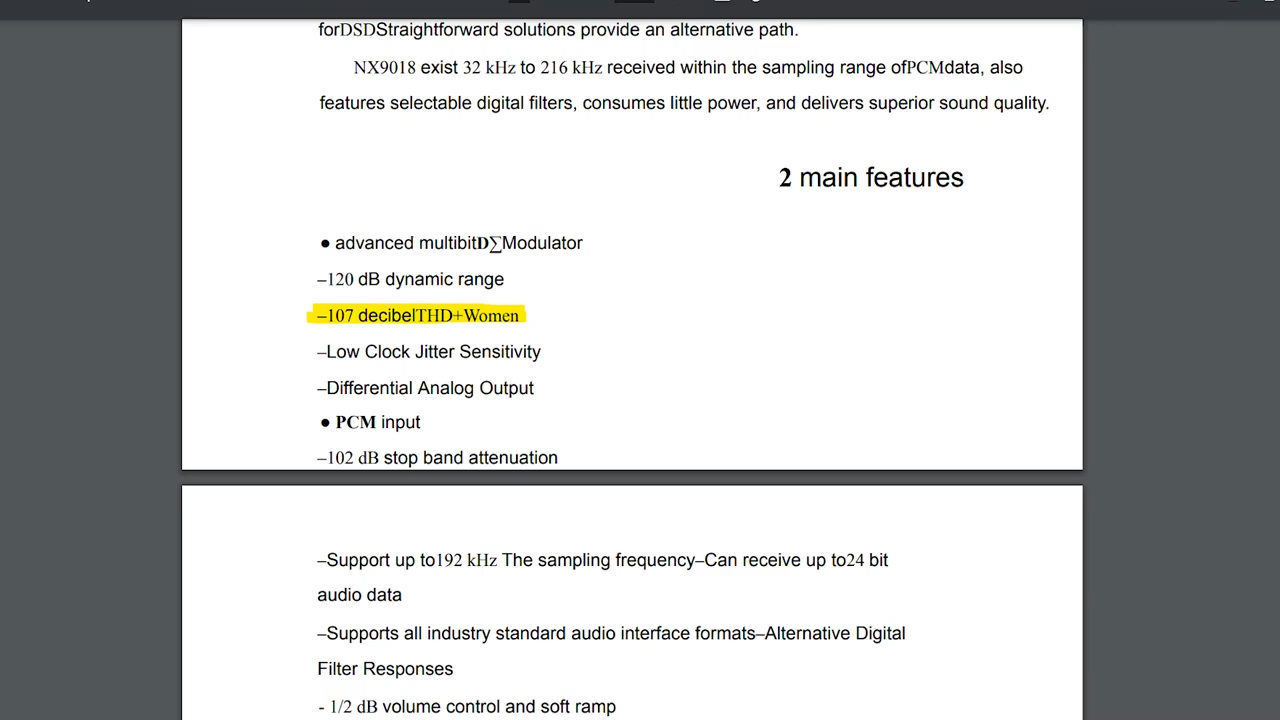 forDSDStraightforward solutions provide an alternative path.
NX9018 exist 32 kHz to 216 kHz received within the sampling range ofPCMdata, also
features selectable digital filters, consumes little power, and delivers superior sound quality.
2 main features
● advanced multibitD∑Modulator
–120 dB dynamic range
–107 decibelTHD+Women
–Low Clock Jitter Sensitivity
–Differential Analog Output
● PCM input
–102 dB stop band attenuation
–Support up to192 kHz The sampling frequency–Can receive up to24 bit
audio data
–Supports all industry standard audio interface formats–Alternative Digital
Filter Responses
- 1/2 dB volume control and soft ramp